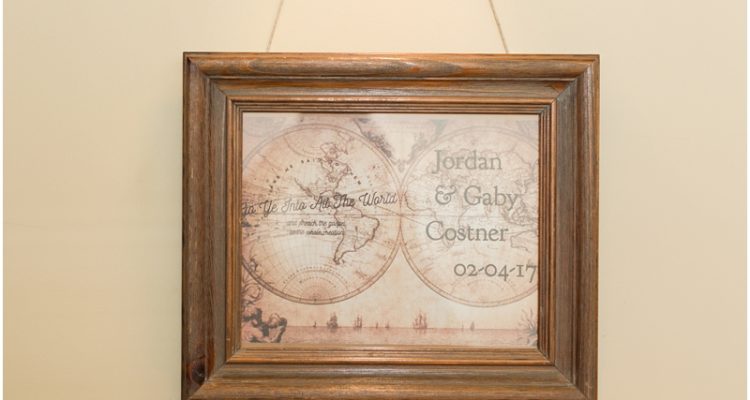 Go Ye Into All The World
and preach the gospel
to the whole creation
Jordan
& Gaby
Costner
02-04-17